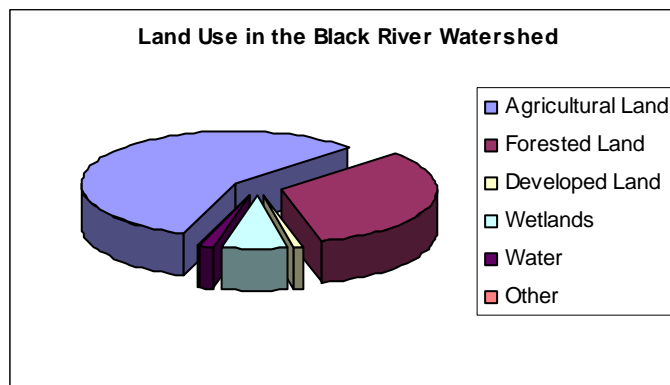 Land Use in the Black River Watershed
Agricultural Land
Forested Land
Developed Land
Wetlands
Water
Other